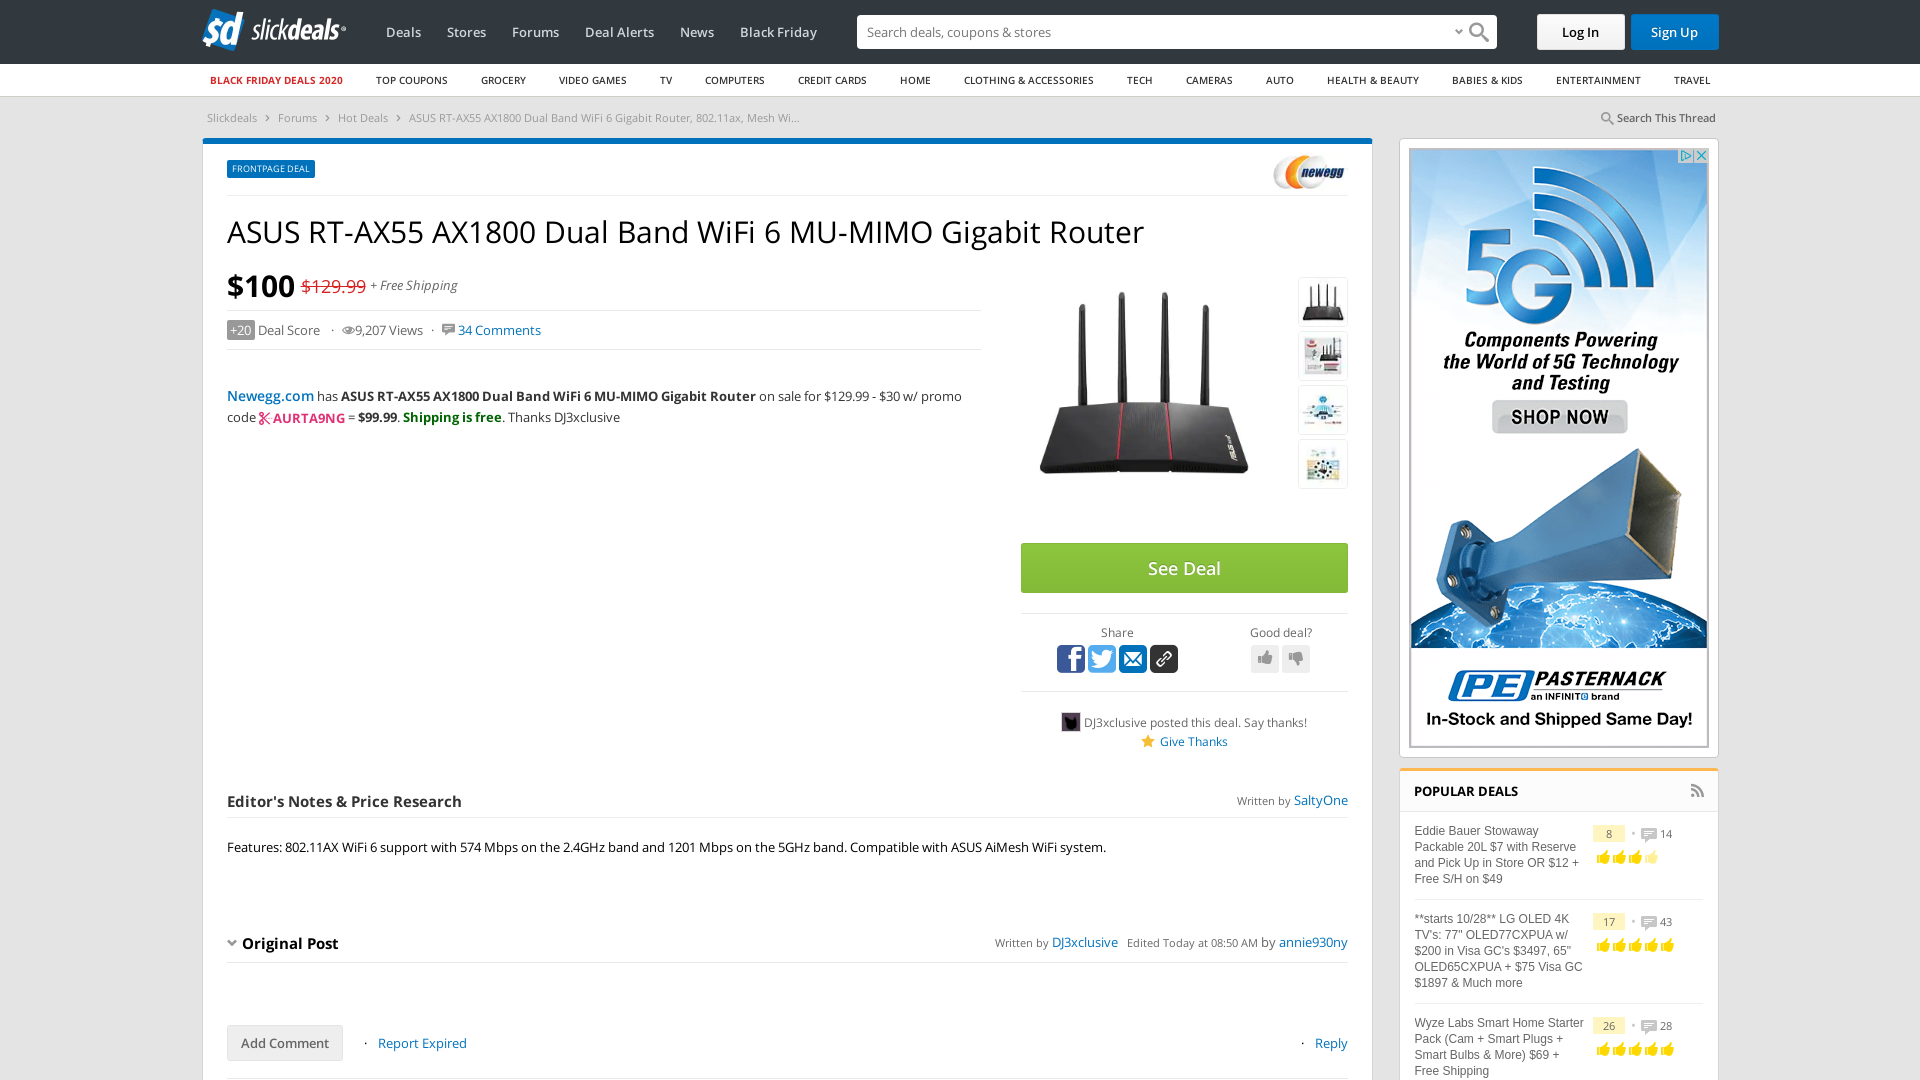 slickdeals
Deals Stores Forums Deal Alerts News Black Friday
Search deals, coupons & shopping
Log In
Sign Up
BLACK FRIDAY DEALS 2020 TOP COUPONS GROCERY VIDEO GAMES TV COMPUTERS CREDIT CARDS HOME CLOTHING & ACCESSORIES TECH CAMERAS AUTO HEALTH & BEAUTY BABIES & KIDS ENTERTAINMENT TRAVEL
Slickdeals › Forums › Hot Deals › ASUS RT-AX55 AX1800 Dual Band WiFi 6 Gigabit Router, 802.11ax, Mesh Wi...
Search This Thread
FRONTPAGE DEAL
newegg
ASUS RT-AX55 AX1800 Dual Band WiFi 6 MU-MIMO Gigabit Router
$100 $129.99 + Free Shipping
+20 Deal Score · 9,207 Views · 34 Comments
Newegg.com has ASUS RT-AX55 AX1800 Dual Band WiFi 6 MU-MIMO Gigabit Router on sale for $129.99 - $30 w/ promo
code AURTA9NG = $99.99. Shipping is free. Thanks DJ3xclusive
See Deal
Share
Good deal?
DJ3xclusive posted this deal. Say thanks!
Give Thanks
Editor's Notes & Price Research
Written by SaltyOne
Features: 802.11AX WiFi 6 support with 574 Mbps on the 2.4GHz band and 1201 Mbps on the 5GHz band. Compatible with ASUS AiMesh WiFi system.
Original Post
Written by DJ3xclusive Edited Today at 08:50 AM by annie930ny
Add Comment
· Report Expired
· Reply
5G
Components Powering
the World of 5G Technology
and Testing
SHOP NOW
PE PASTERNACK
an INFINIT brand
In-Stock and Shipped Same Day!
POPULAR DEALS
Eddie Bauer Stowaway
Packable 20L $7 with Reserve
and Pick Up in Store OR $12 +
Free S/H on $49
8 • 14
**starts 10/28** LG OLED 4K
TV's: 77" OLED77CXPUA w/
$200 in Visa GC's $3497, 65"
OLED65CXPUA + $75 Visa GC
$1897 & Much more
17 • 43
Wyze Labs Smart Home Starter
Pack (Cam + Smart Plugs +
Smart Bulbs & More) $69 +
Free Shipping
26 • 28